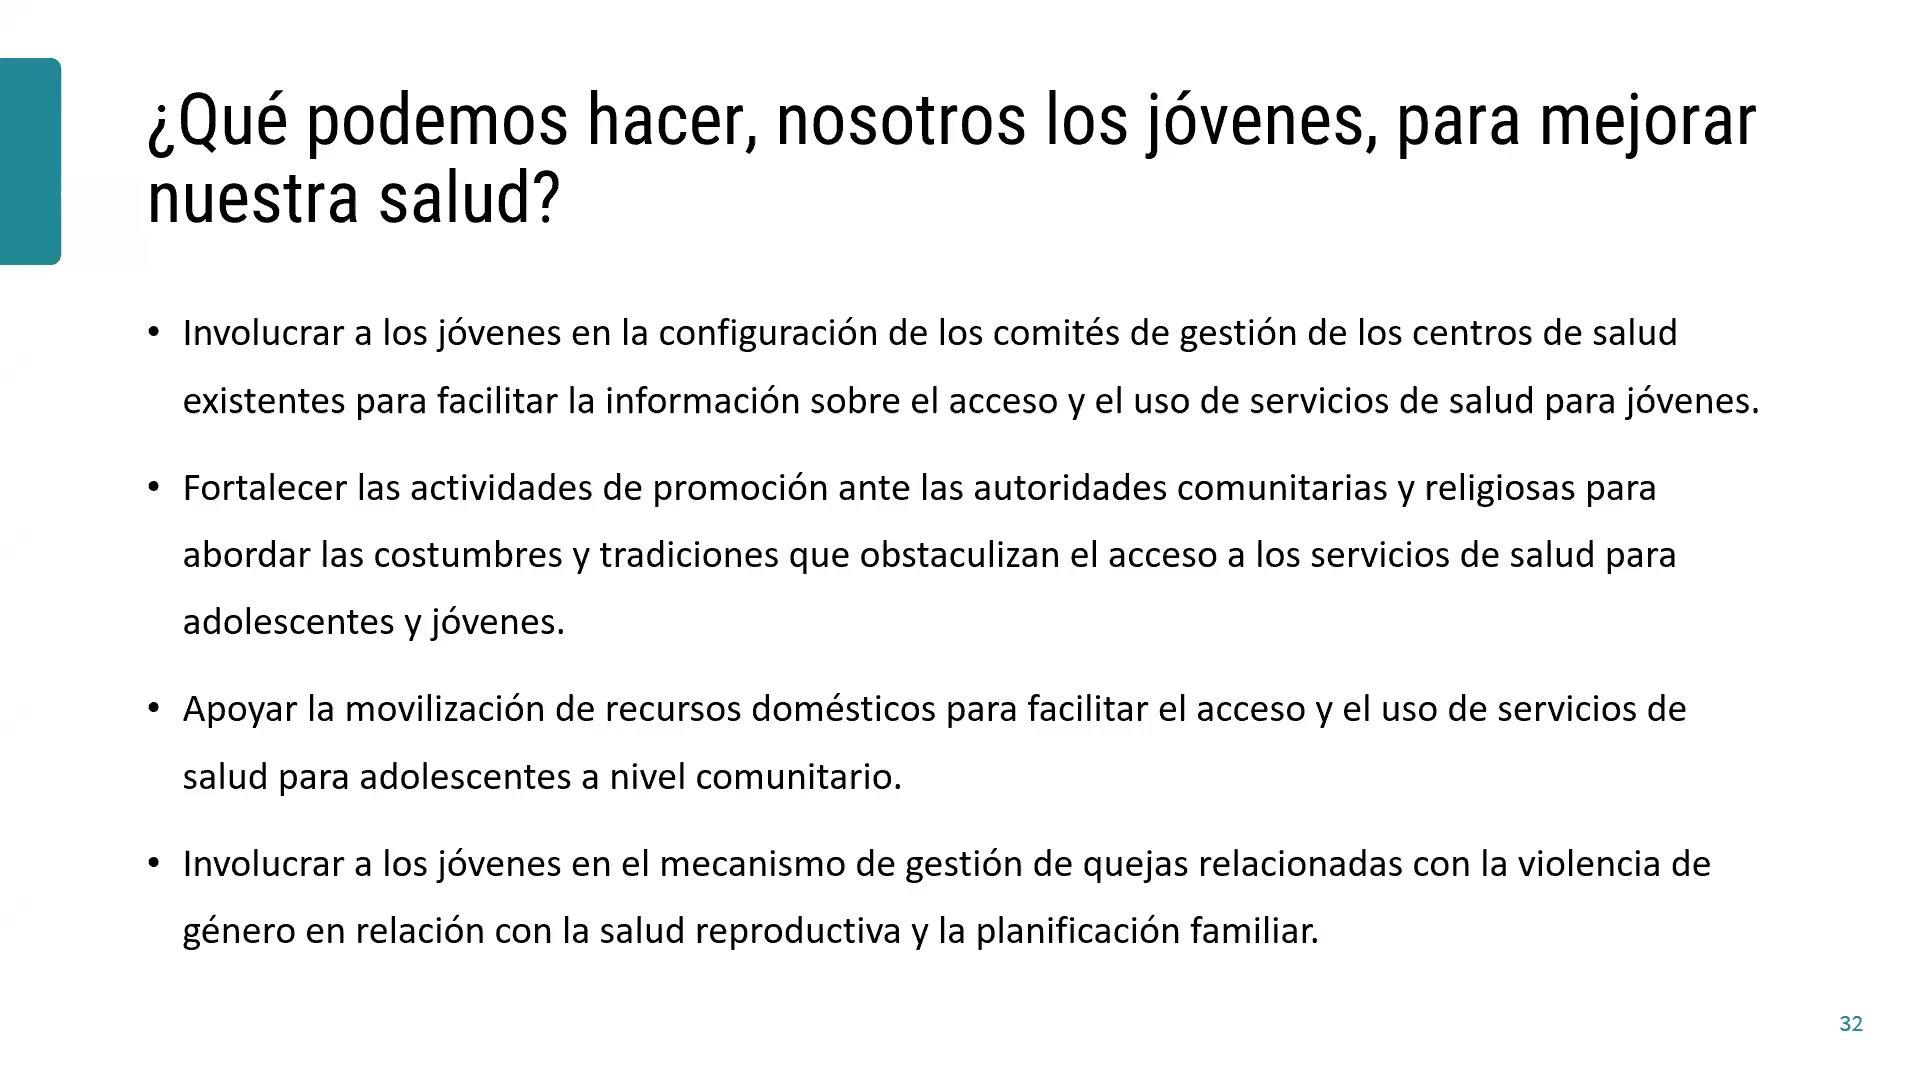 ¿Qué podemos hacer, nosotros los jóvenes, para mejorar
nuestra salud?
• Involucrar a los jóvenes en la configuración de los comités de gestión de los centros de salud
existentes para facilitar la información sobre el acceso y el uso de servicios de salud para jóvenes.
• Fortalecer las actividades de promoción ante las autoridades comunitarias y religiosas para
abordar las costumbres y tradiciones que obstaculizan el acceso a los servicios de salud para
adolescentes y jóvenes.
• Apoyar la movilización de recursos domésticos para facilitar el acceso y el uso de servicios de
salud para adolescentes a nivel comunitario.
• Involucrar a los jóvenes en el mecanismo de gestión de quejas relacionadas con la violencia de
género en relación con la salud reproductiva y la planificación familiar.
32